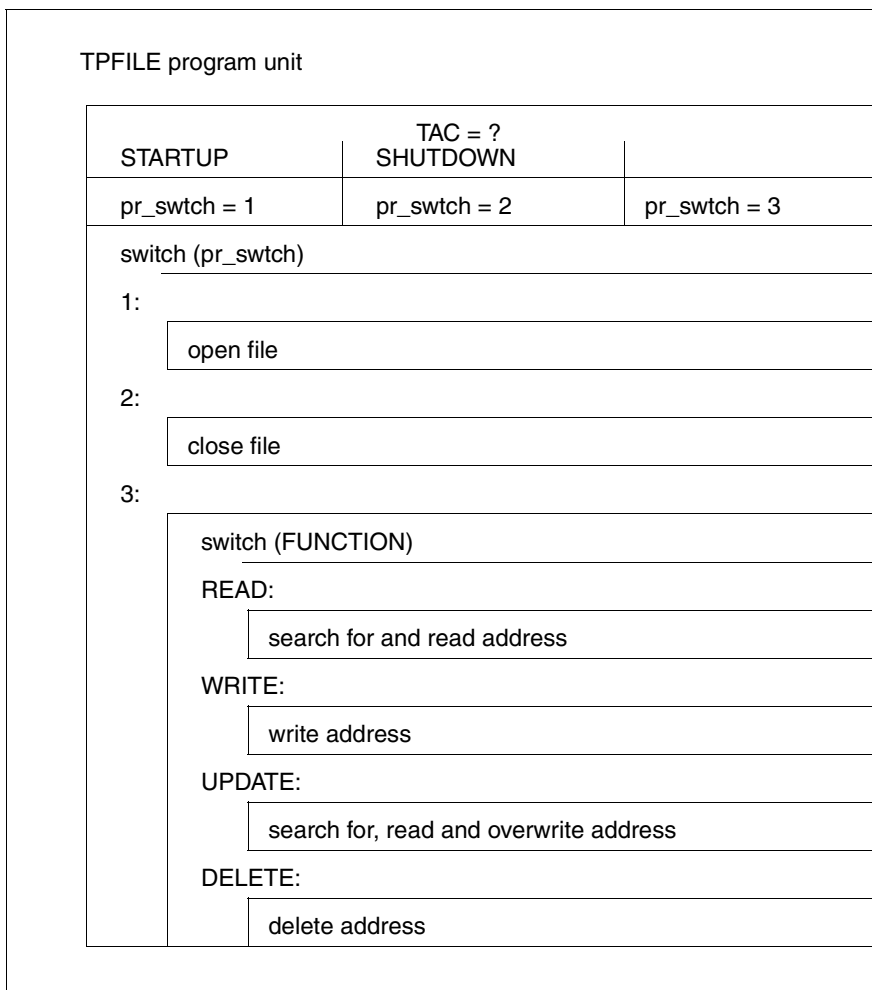 TPFILE program unit
TAC = ?
STARTUP SHUTDOWN
pr_swtch = 1 pr_swtch = 2 pr_swtch = 3
switch (pr_swtch)
1:
open file
2:
close file
3:
switch (FUNCTION)
READ:
search for and read address
WRITE:
write address
UPDATE:
search for, read and overwrite address
DELETE:
delete address